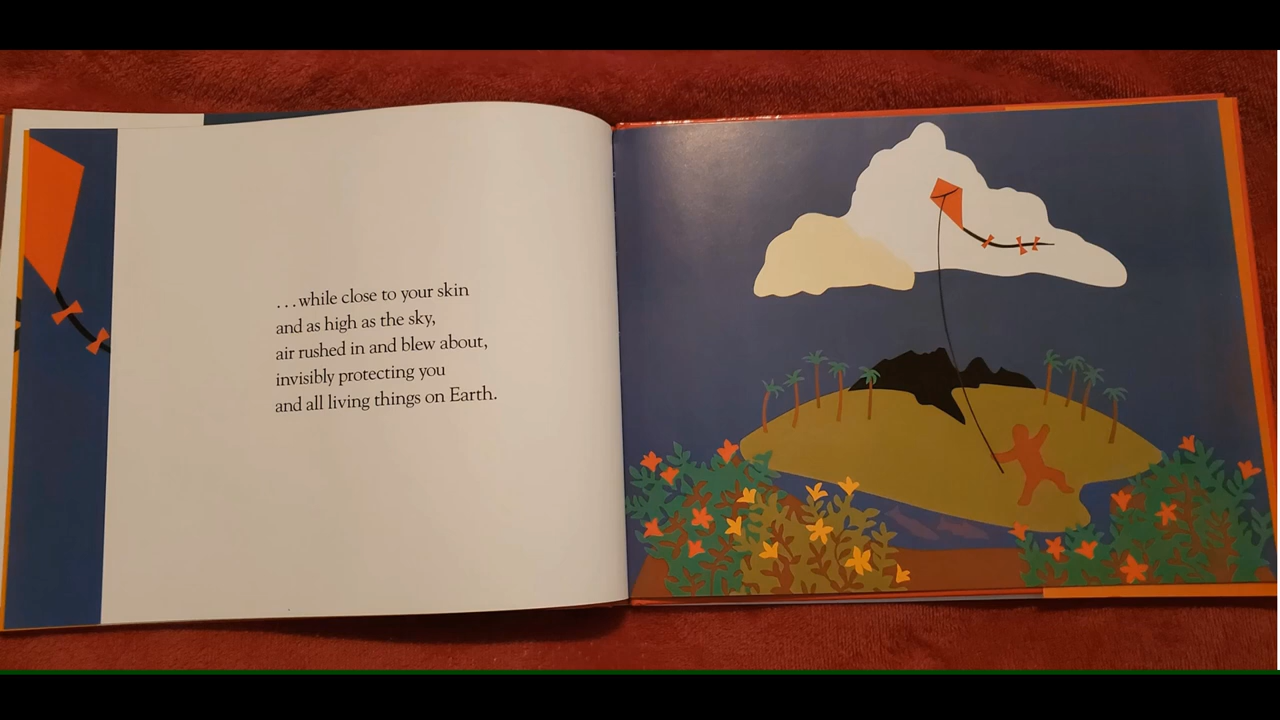 ...while close to your skin
and as high as the sky,
air rushed in and blew about,
invisibly protecting you
and all living things on Earth.